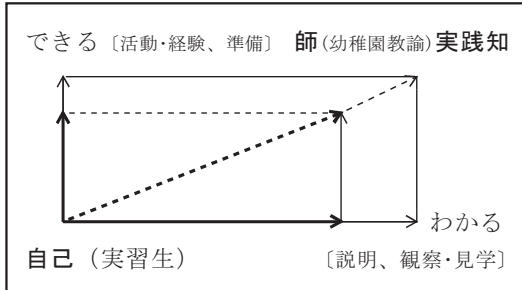 できる〔活動・経験、準備〕 師(幼稚園教諭)実践知
わかる
自己(実習生) 〔説明、観察・見学〕